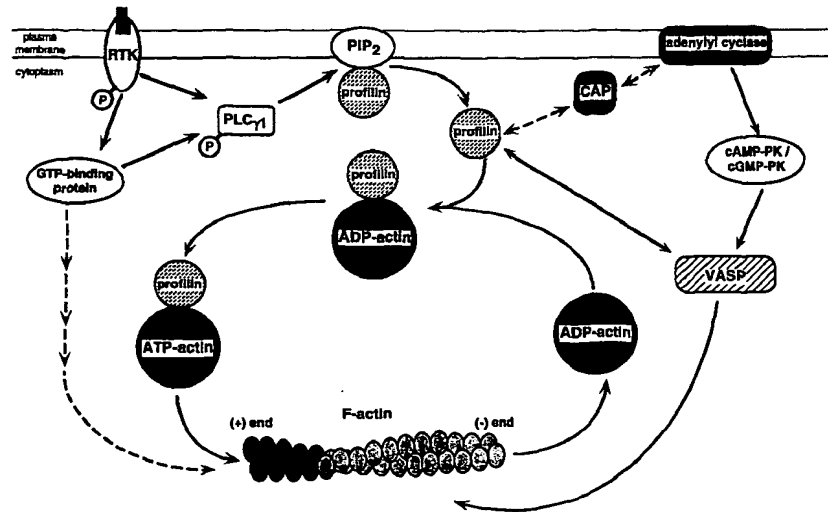 plasma
membrane
cytoplasm
RTK
P
PLCγ1
P
GTP-binding
protein
PIP2
profilin
profilin
CAP
adenylyl cyclase
cAMP-PK /
cGMP-PK
VASP
profilin
ADP-actin
profilin
ATP-actin
ADP-actin
F-actin
(+) end
(-) end